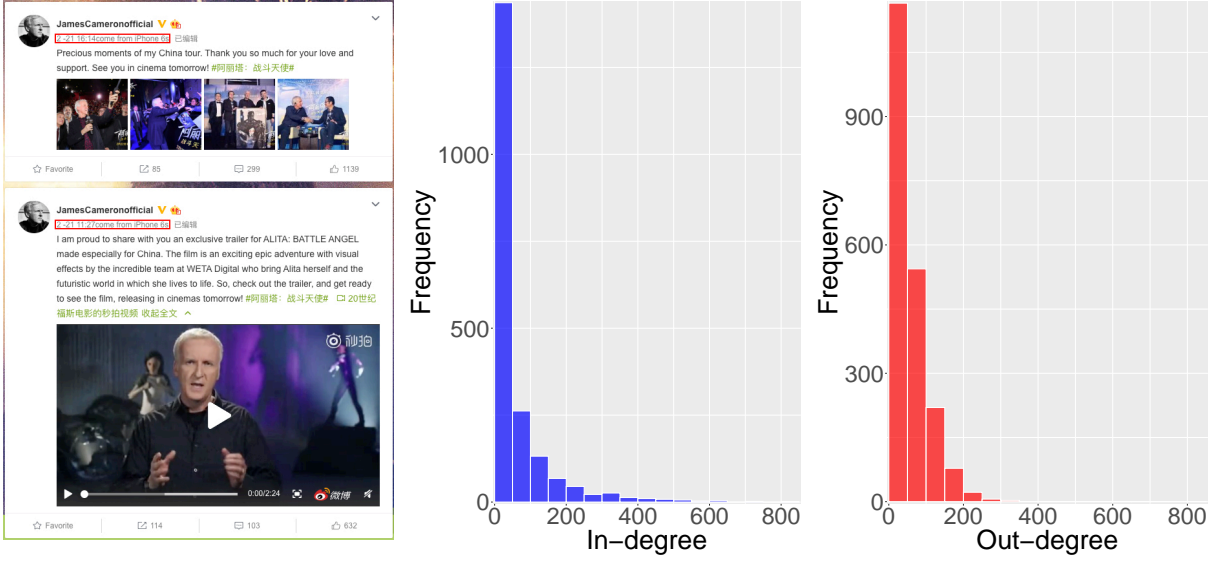 JamesCameronofficial
2 -21 16:14come from iPhone 6s 已编辑
Precious moments of my China tour. Thank you so much for your love and
support. See you in cinema tomorrow! #阿丽塔：战斗天使#
Favorite 85 299 1139
JamesCameronofficial
2 -21 11:27come from iPhone 6s 已编辑
I am proud to share with you an exclusive trailer for ALITA: BATTLE ANGEL
made especially for China. The film is an exciting epic adventure with visual
effects by the incredible team at WETA Digital who bring Alita herself and the
futuristic world in which she lives to life. So, check out the trailer, and get ready
to see the film, releasing in cinemas tomorrow! #阿丽塔：战斗天使# 20世纪
福斯电影的秒拍视频 收起全文
秒拍
0:00/2:24 微博
Favorite 114 103 632
Frequency
1000
500
0
0 200 400 600 800
In-degree
Frequency
900
600
300
0
0 200 400 600 800
Out-degree